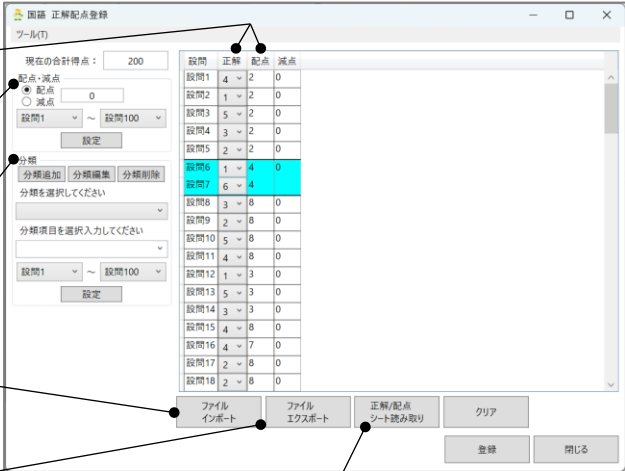 国語 正解配点登録
ツール(T)
現在の合計得点： 200
配点・減点
配点
減点
0
設問1 ～ 設問100
設定
分類
分類追加 分類編集 分類削除
分類を選択してください
分類項目を選択入力してください
設問1 ～ 設問100
設定
設問 正解 配点 減点
設問1 4 2 0
設問2 1 2 0
設問3 5 2 0
設問4 3 2 0
設問5 2 2 0
設問6 1 4 0
設問7 6 4
設問8 3 8 0
設問9 2 8 0
設問10 5 8 0
設問11 4 8 0
設問12 1 3 0
設問13 5 3 0
設問14 3 3 0
設問15 4 8 0
設問16 4 7 0
設問17 2 8 0
設問18 2 8 0
ファイル
インポート
ファイル
エクスポート
正解/配点
シート読み取り
クリア
登録 閉じる